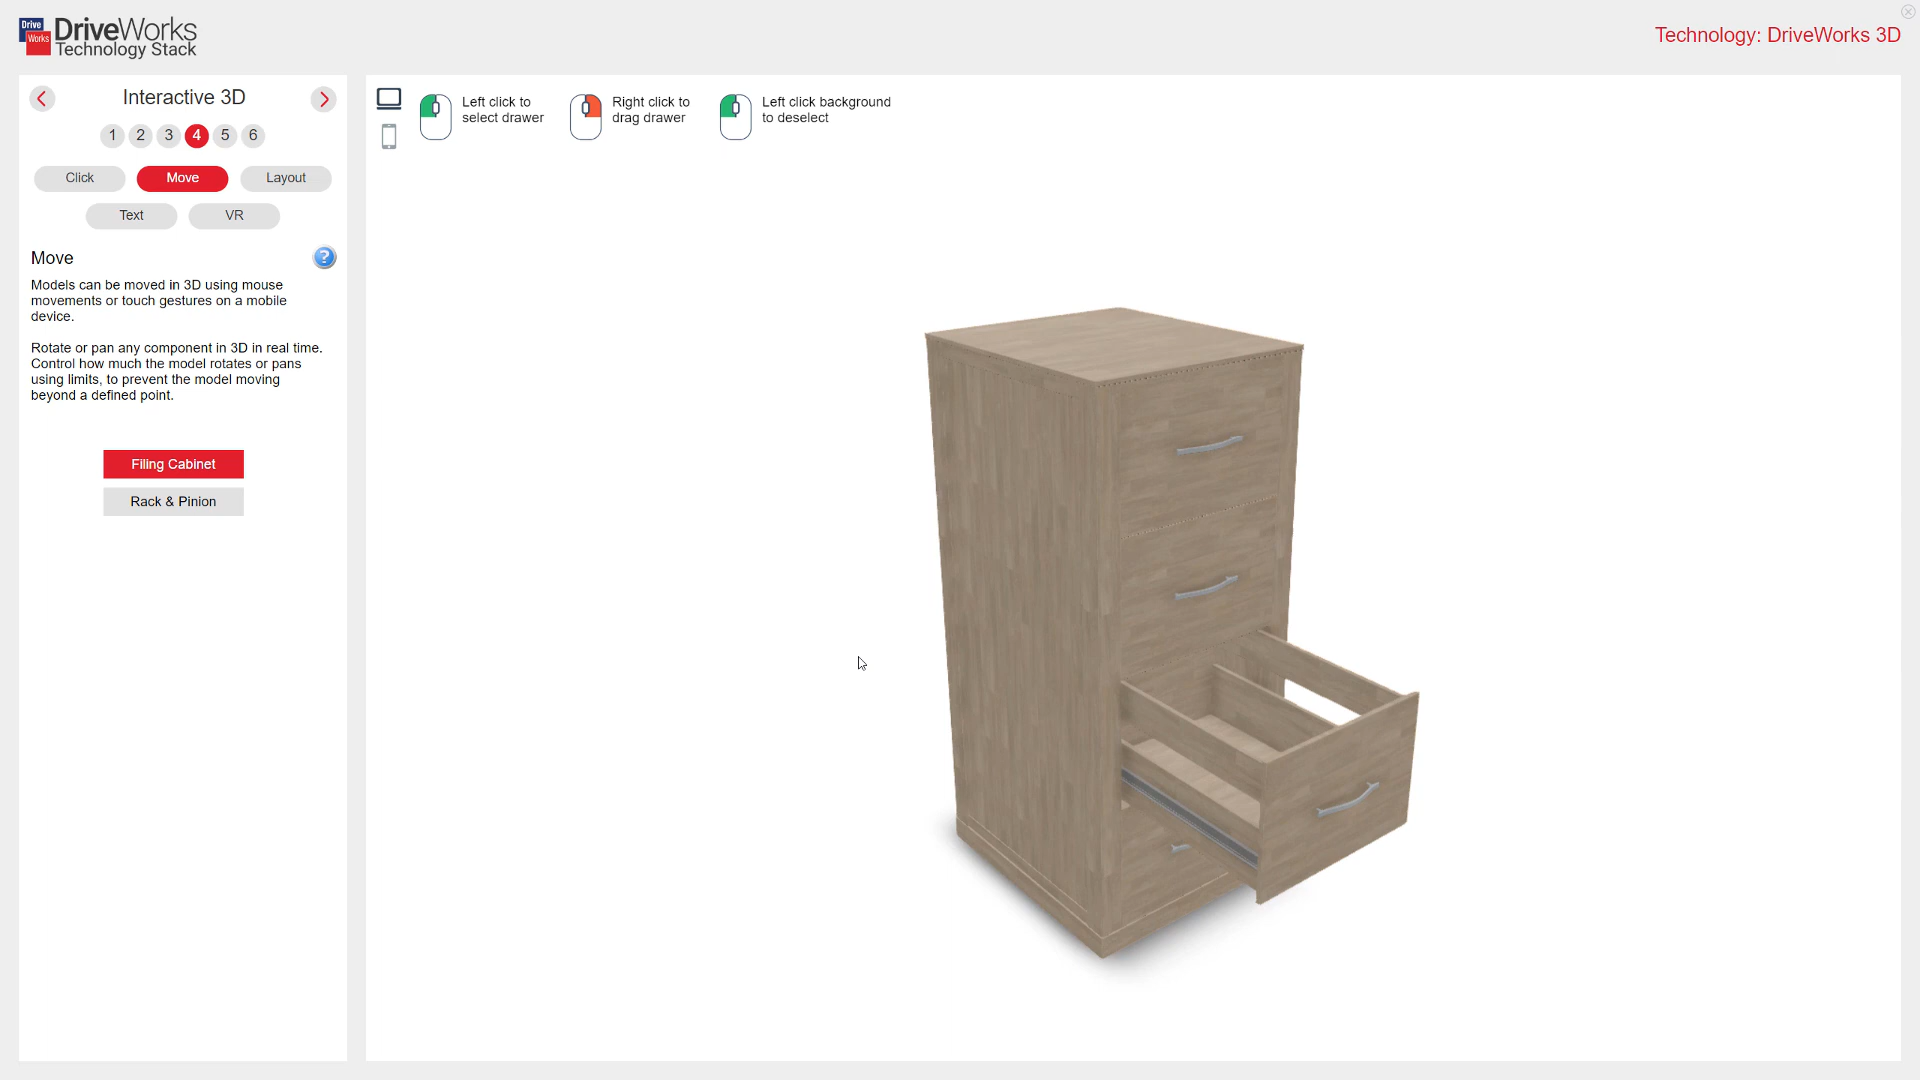 Drive
Works
DriveWorks
Technology Stack
Technology: DriveWorks 3D
Interactive 3D
1 2 3 4 5 6
Click Move Layout
Text VR
Move
?
Models can be moved in 3D using mouse
movements or touch gestures on a mobile
device.
Rotate or pan any component in 3D in real time.
Control how much the model rotates or pans
using limits, to prevent the model moving
beyond a defined point.
Filing Cabinet
Rack & Pinion
Left click to
select drawer
Right click to
drag drawer
Left click background
to deselect